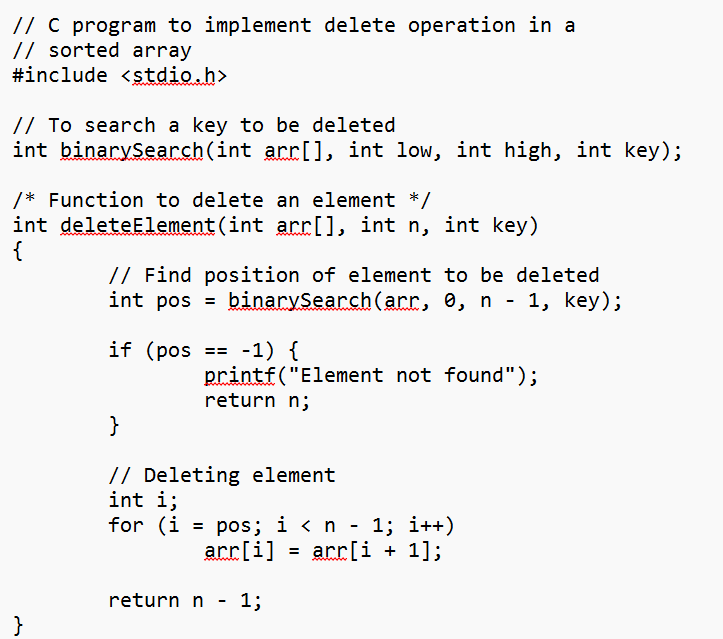 // C program to implement delete operation in a
// sorted array
#include <stdio.h>
// To search a key to be deleted
int binarySearch(int arr[], int low, int high, int key);
/* Function to delete an element */
int deleteElement(int arr[], int n, int key)
{
// Find position of element to be deleted
int pos = binarySearch(arr, 0, n - 1, key);
if (pos == -1) {
printf("Element not found");
return n;
}
// Deleting element
int i;
for (i = pos; i < n - 1; i++)
arr[i] = arr[i + 1];
return n - 1;
}